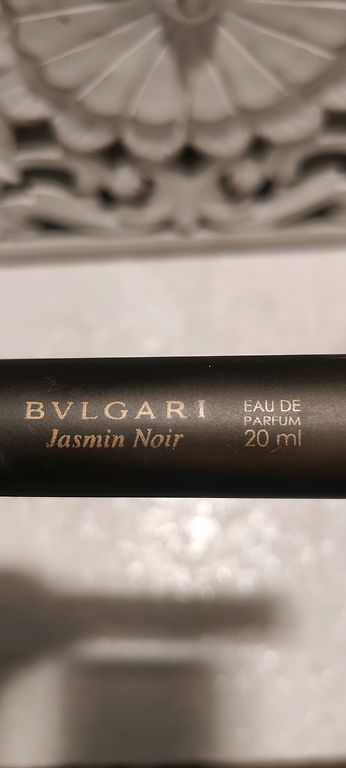 BVLGARI
Jasmin Noir
EAU DE
PARFUM
20 ml